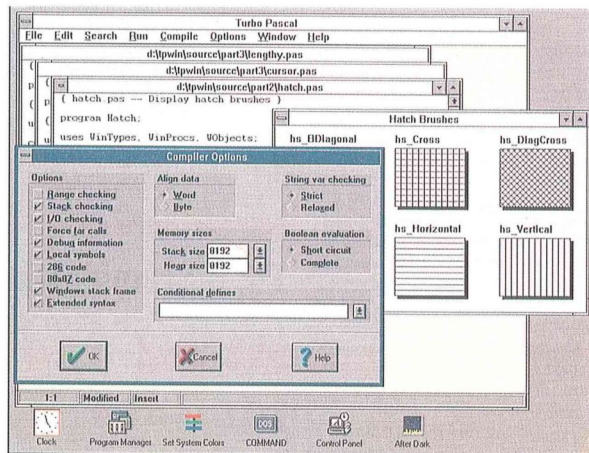 Turbo Pascal
File Edit Search Run Compile Options Window Help
d:\tpwin\source\part3\lengthy.pas
d:\tpwin\source\part3\cursor.pas
d:\tpwin\source\part2\hatch.pas
( hatch.pas -- Display hatch brushes )
program Hatch;
uses WinTypes, WinProcs, WObjects;
Hatch Brushes
hs_BDiagonal hs_Cross hs_DiagCross
hs_Horizontal hs_Vertical
Compiler Options
Options
Range checking
Stack checking
I/O checking
Force far calls
Debug information
Local symbols
286 code
80x87 code
Windows stack frame
Extended syntax
Align data
Word
Byte
String var checking
Strict
Relaxed
Memory sizes
Stack size 8192
Heap size 8192
Boolean evaluation
Short circuit
Complete
Conditional defines
OK
Cancel
Help
1:1 Modified Insert
Clock
Program Manager
Set System Colors
DOS
COMMAND
Control Panel
After Dark